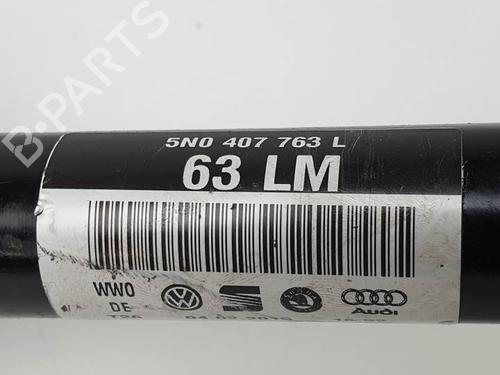 B-PARTS
5N0 407 763 L
63 LM
WWO
DE
Audi